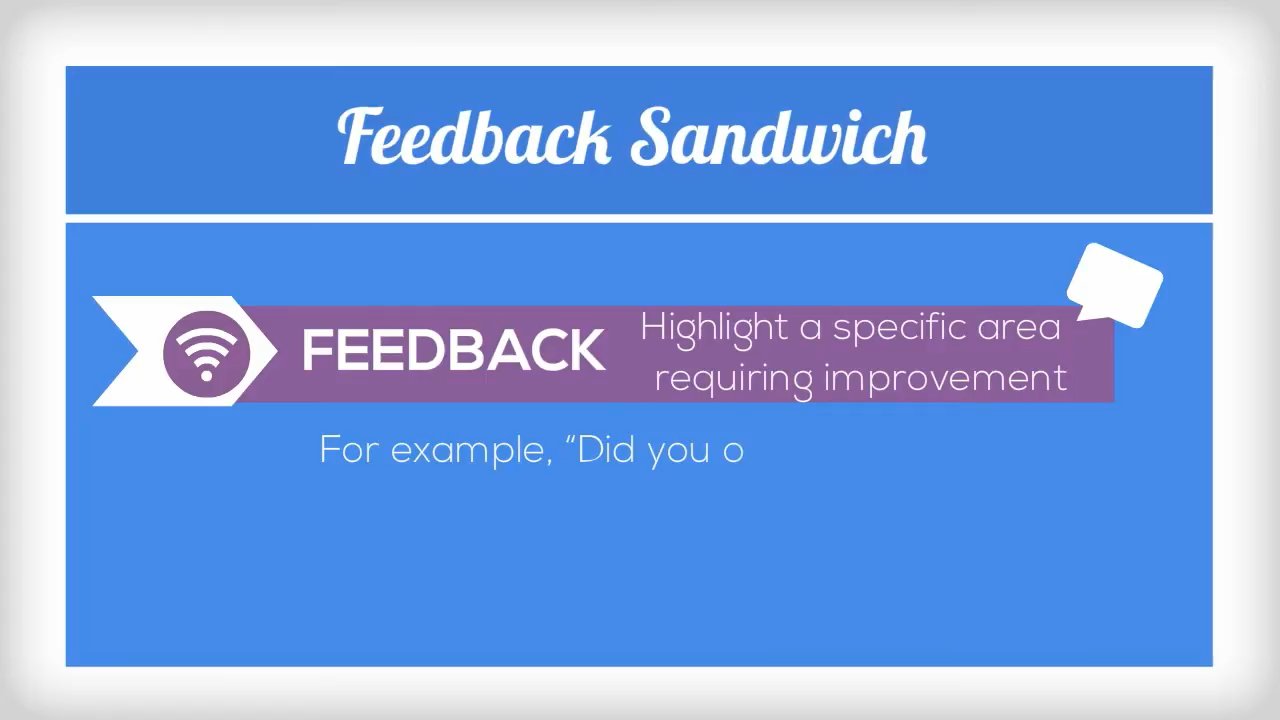 Feedback Sandwich
FEEDBACK
Highlight a specific area
requiring improvement
For example, “Did you o